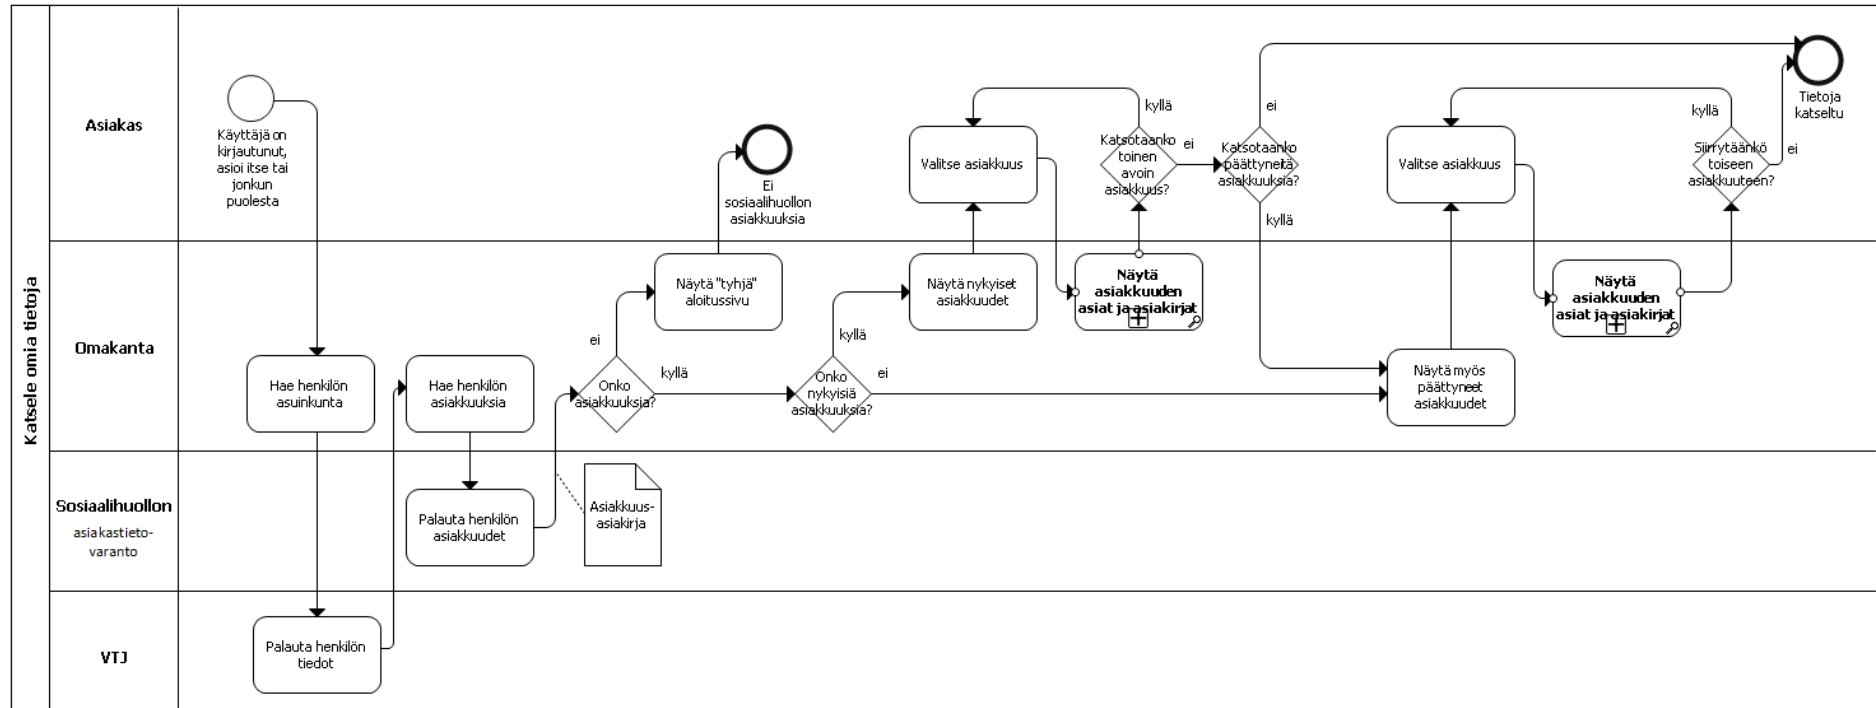 Katsele omia tietoja
Asiakas
Käyttäjä on
kirjautunut,
asioi itse tai
jonkun
puolesta
Ei
sosiaalihuollon
asiakkuuksia
Valitse asiakkuus
kyllä
Katsotaanko
toinen
avoin
asiakkuus?
ei
ei
Katsotaanko
päättyneitä
asiakkuuksia?
kyllä
Valitse asiakkuus
kyllä
Siirrytäänkö
toiseen
asiakkuuteen?
ei
Tietoja
katseltu
Omakanta
Hae henkilön
asuinkunta
Hae henkilön
asiakkuuksia
ei
Onko
asiakkuuksia?
kyllä
Näytä "tyhjä"
aloitussivu
Onko
nykyisiä
asiakkuuksia?
kyllä
ei
Näytä nykyiset
asiakkuudet
Näytä
asiakkuuden
asiat ja asiakirjat
Näytä myös
päättyneet
asiakkuudet
Näytä
asiakkuuden
asiat ja asiakirjat
Sosiaalihuollon
asiakastieto-
varanto
Palauta henkilön
asiakkuudet
Asiakkuus-
asiakirja
VTJ
Palauta henkilön
tiedot